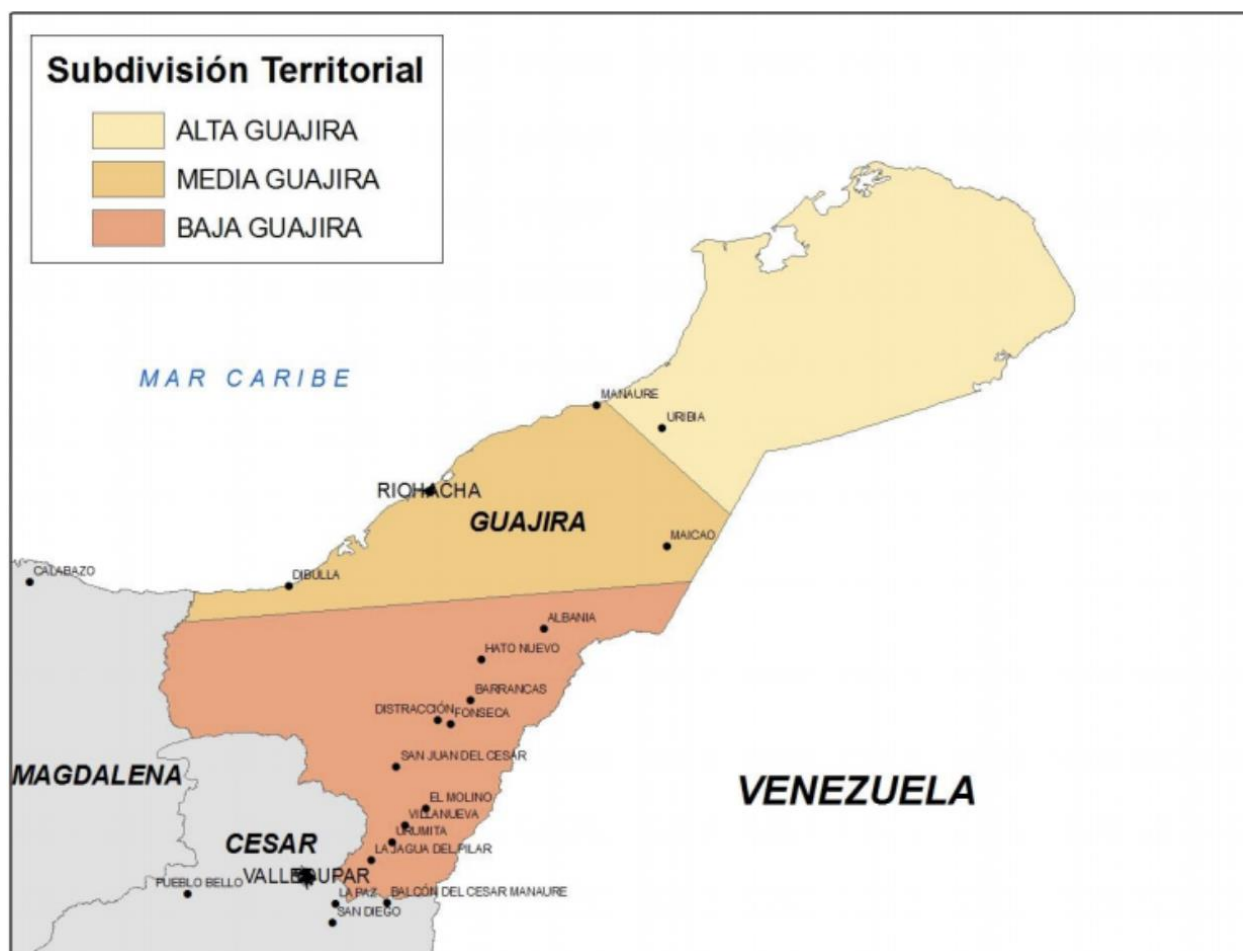 Subdivisión Territorial
ALTA GUAJIRA
MEDIA GUAJIRA
BAJA GUAJIRA
MAR CARIBE
MANAURE
URIBIA
RIOHACHA
GUAJIRA
MAICAO
CALABAZO
DIBULLA
ALBANIA
HATO NUEVO
BARRANCAS
DISTRACCIÓN
FONSECA
SAN JUAN DEL CESAR
MAGDALENA
VENEZUELA
EL MOLINO
VILLANUEVA
URUMITA
CESAR
LA JAGUA DEL PILAR
VALLEDUPAR
PUEBLO BELLO
LA PAZ
BALCÓN DEL CESAR MANAURE
SAN DIEGO